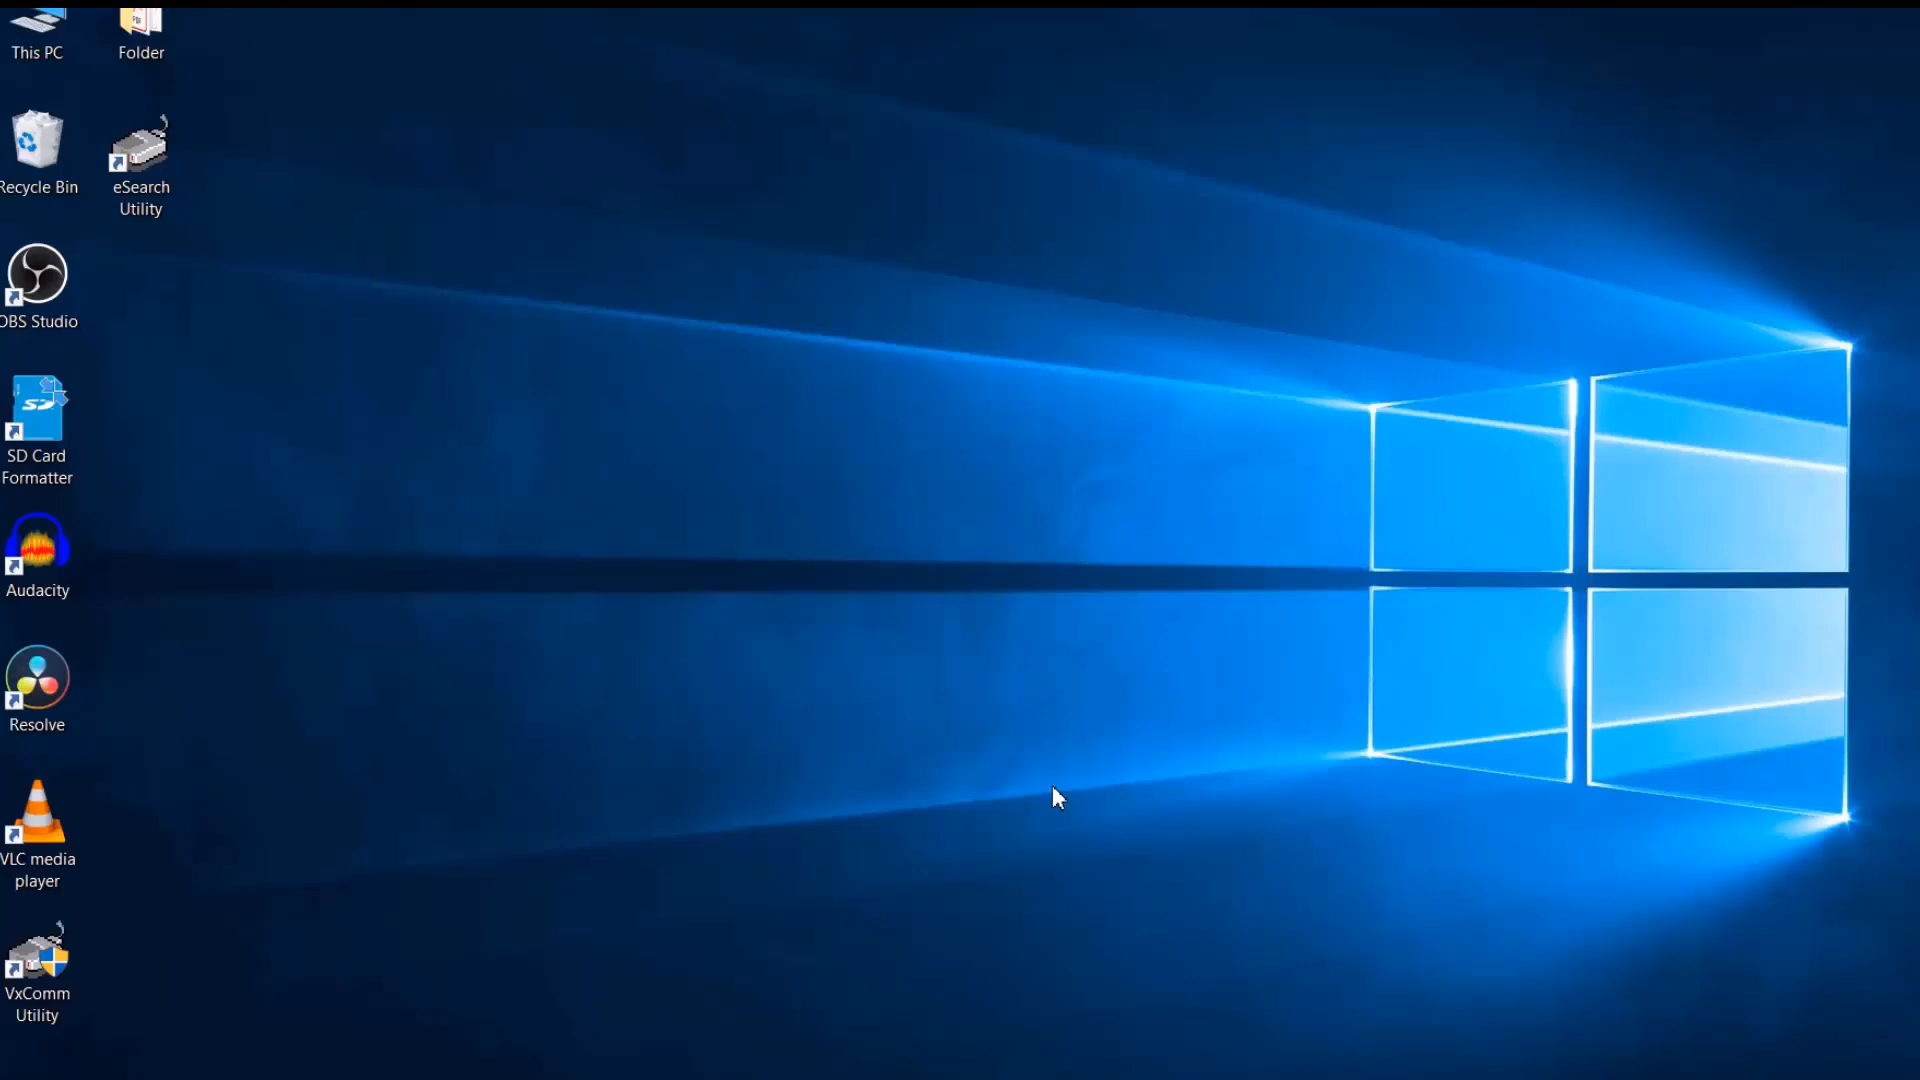 This PC
Folder
Recycle Bin
eSearch
Utility
OBS Studio
SD
SD Card
Formatter
Audacity
Resolve
VLC media
player
VxComm
Utility